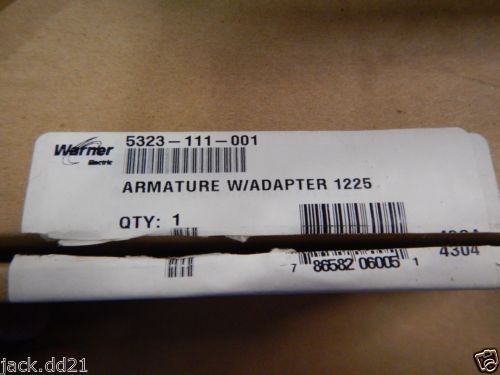 Warner
Electric
5323-111-001
ARMATURE W/ADAPTER 1225
QTY: 1
4304
7 86582 06005 1
jack.dd21